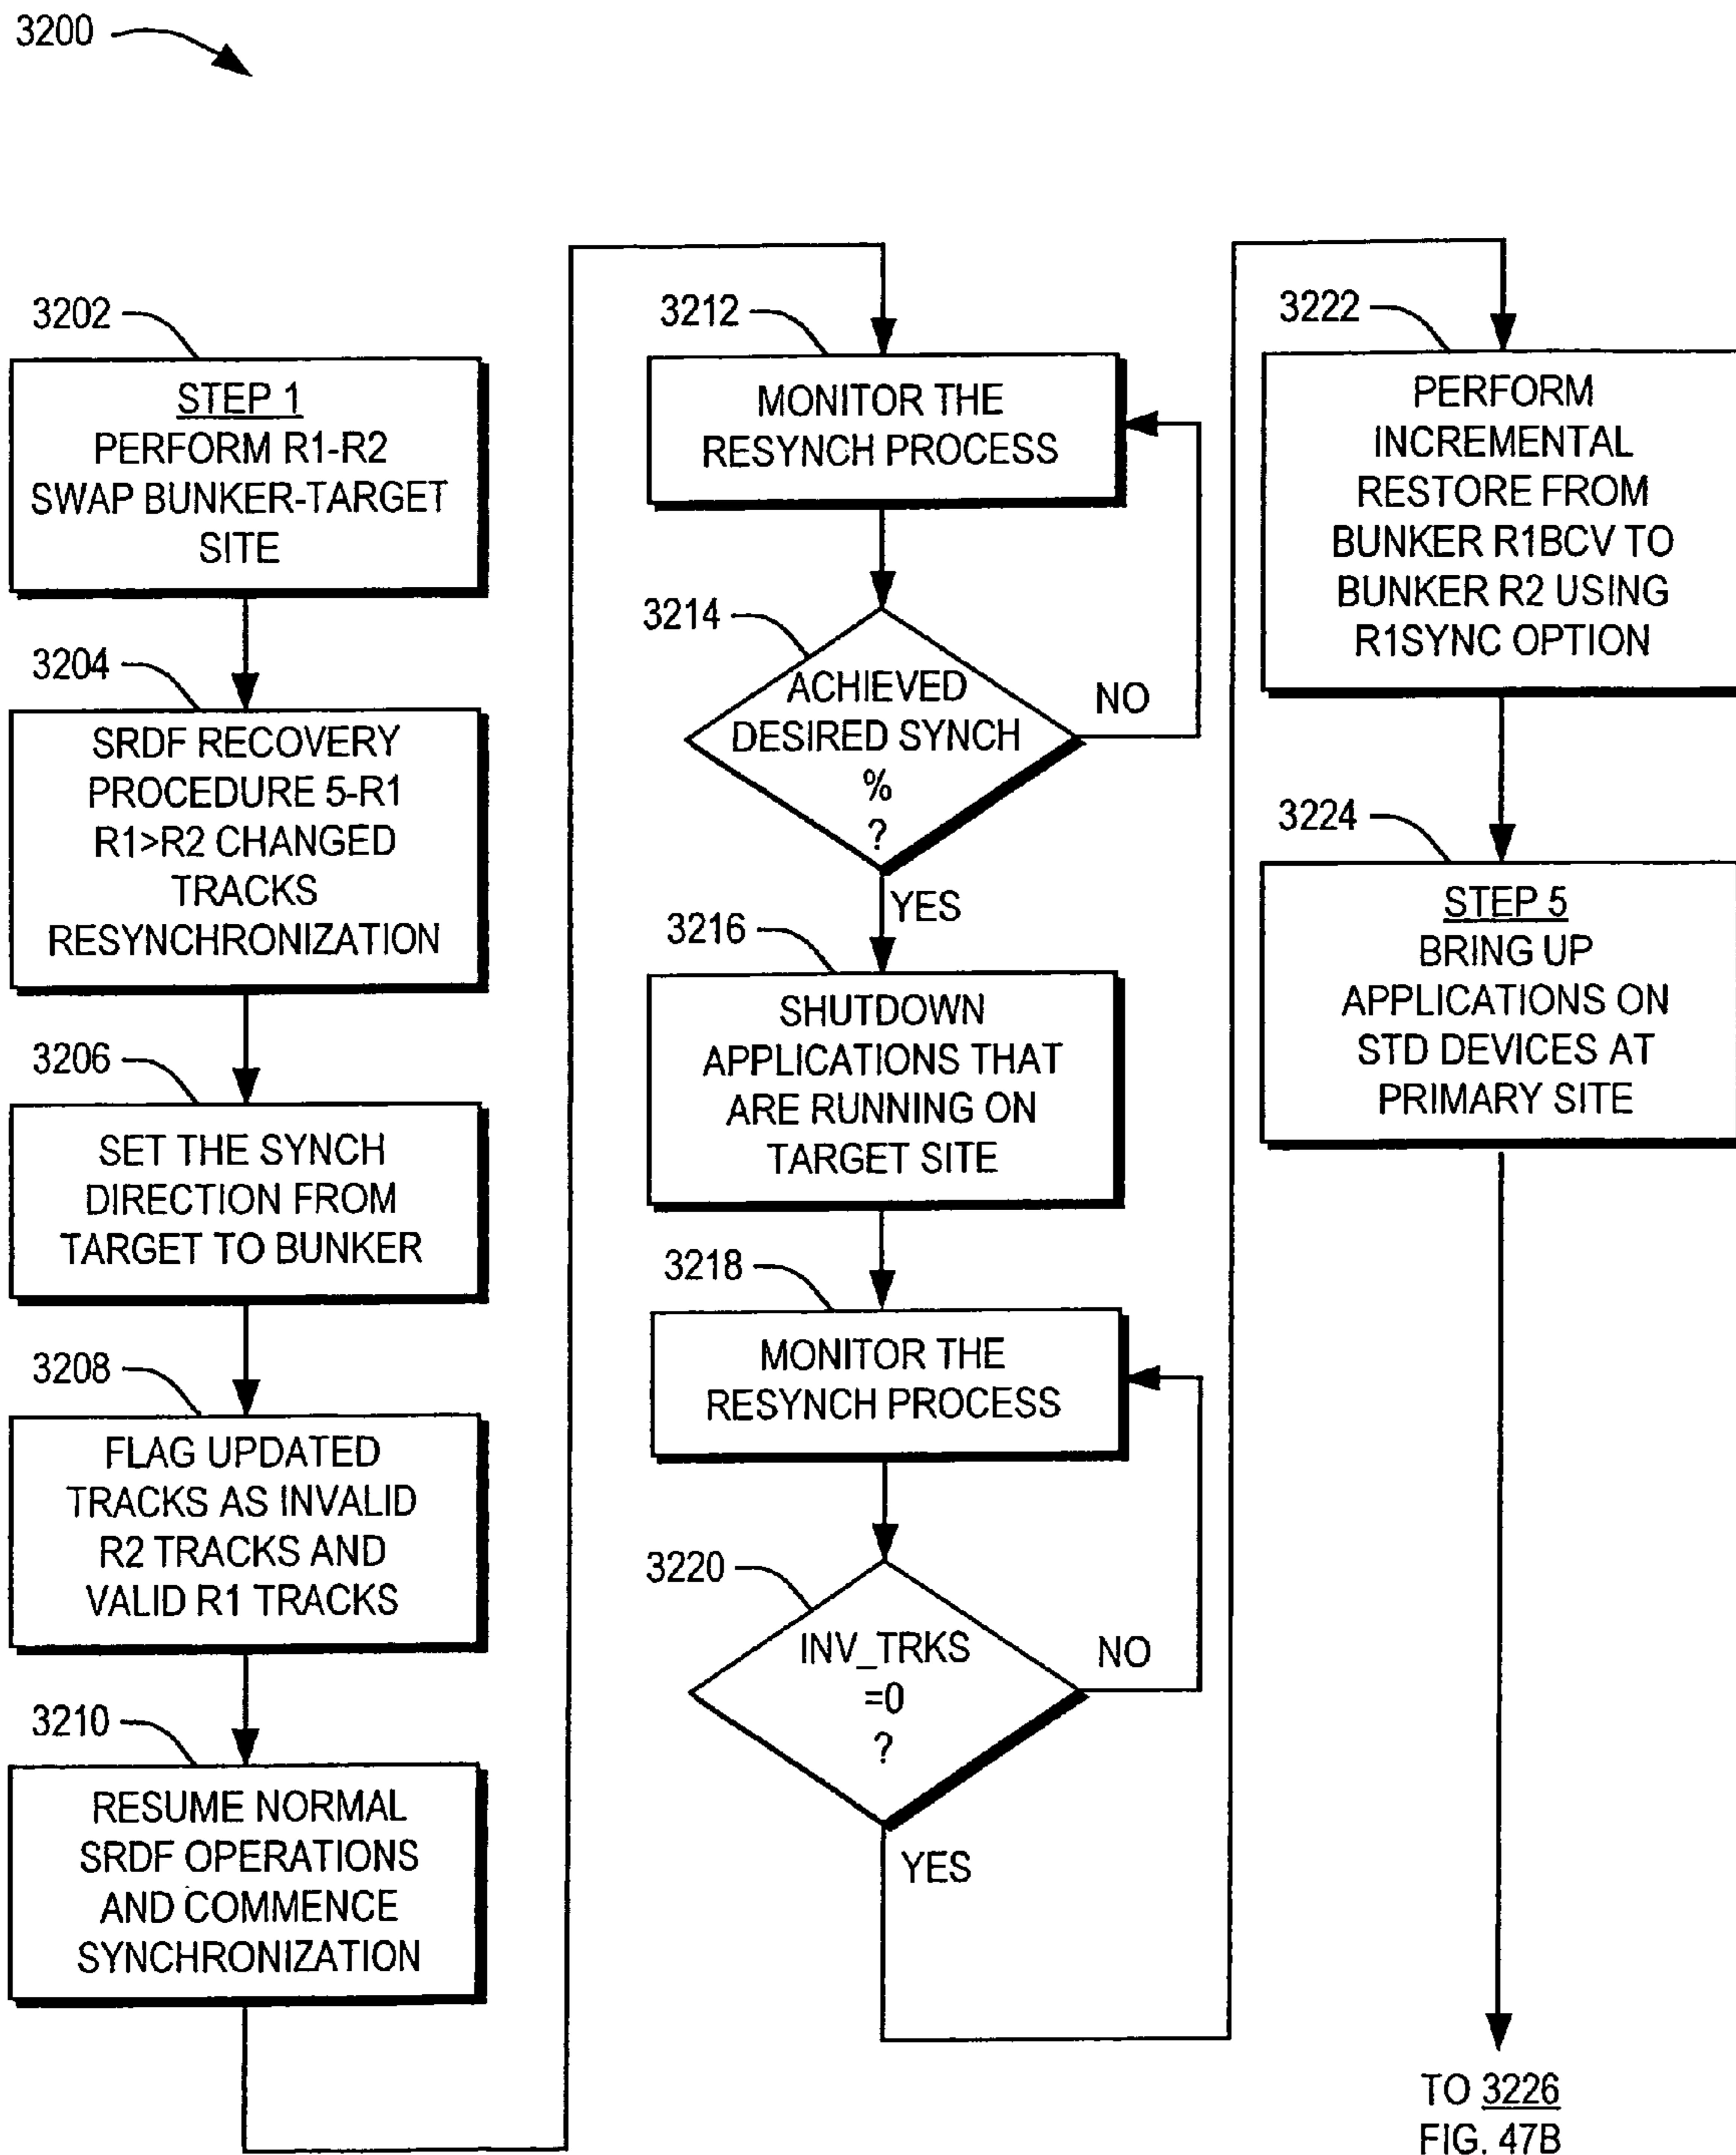 3200
3202
STEP 1
PERFORM R1-R2
SWAP BUNKER-TARGET
SITE
3204
SRDF RECOVERY
PROCEDURE 5-R1
R1>R2 CHANGED
TRACKS
RESYNCHRONIZATION
3206
SET THE SYNCH
DIRECTION FROM
TARGET TO BUNKER
3208
FLAG UPDATED
TRACKS AS INVALID
R2 TRACKS AND
VALID R1 TRACKS
3210
RESUME NORMAL
SRDF OPERATIONS
AND COMMENCE
SYNCHRONIZATION
3212
MONITOR THE
RESYNCH PROCESS
3214
ACHIEVED
DESIRED SYNCH
%
?
NO
YES
3216
SHUTDOWN
APPLICATIONS THAT
ARE RUNNING ON
TARGET SITE
3218
MONITOR THE
RESYNCH PROCESS
3220
INV_TRKS
=0
?
NO
YES
3222
PERFORM
INCREMENTAL
RESTORE FROM
BUNKER R1BCV TO
BUNKER R2 USING
R1SYNC OPTION
3224
STEP 5
BRING UP
APPLICATIONS ON
STD DEVICES AT
PRIMARY SITE
TO 3226
FIG. 47B